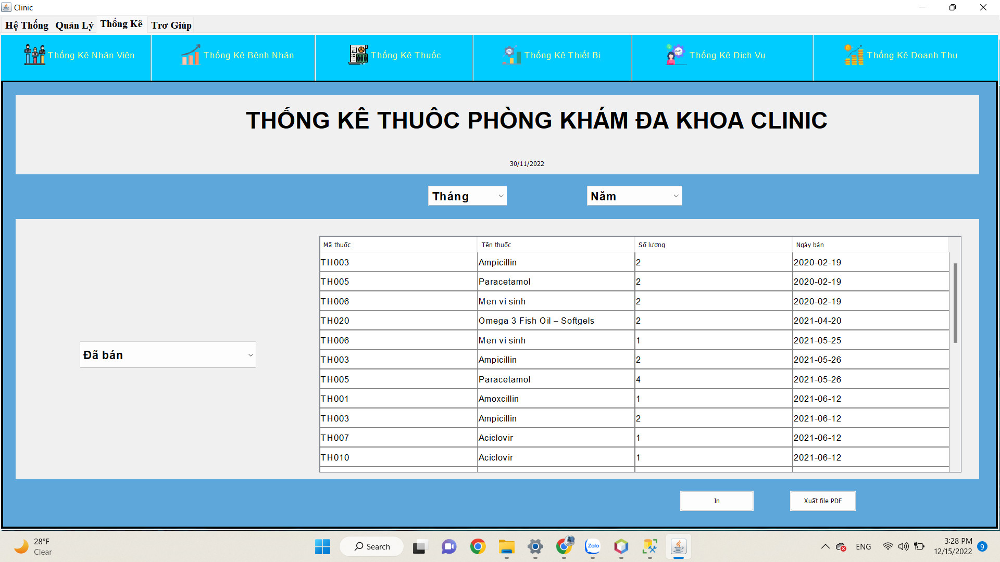 Clinic
Hệ Thống Quản Lý Thống Kê Trơ Giúp
Thống Kê Nhân Viên Thống Kê Bệnh Nhân Thống Kê Thuốc Thống Kê Thiết Bị Thống Kê Dịch Vụ Thống Kê Doanh Thu
THỐNG KÊ THUÔC PHÒNG KHÁM ĐA KHOA CLINIC
30/11/2022
Tháng Năm
Đã bán
Mã thuốc Tên thuốc Số lượng Ngày bán
TH003 Ampicillin 2 2020-02-19
TH005 Paracetamol 2 2020-02-19
TH006 Men vi sinh 2 2020-02-19
TH020 Omega 3 Fish Oil – Softgels 2 2021-04-20
TH006 Men vi sinh 1 2021-05-25
TH003 Ampicillin 2 2021-05-26
TH005 Paracetamol 4 2021-05-26
TH001 Amoxcillin 1 2021-06-12
TH003 Ampicillin 2 2021-06-12
TH007 Aciclovir 1 2021-06-12
TH010 Aciclovir 1 2021-06-12
In Xuất file PDF
28°F
Clear
Search
Zalo
ENG
3:28 PM
12/15/2022
9